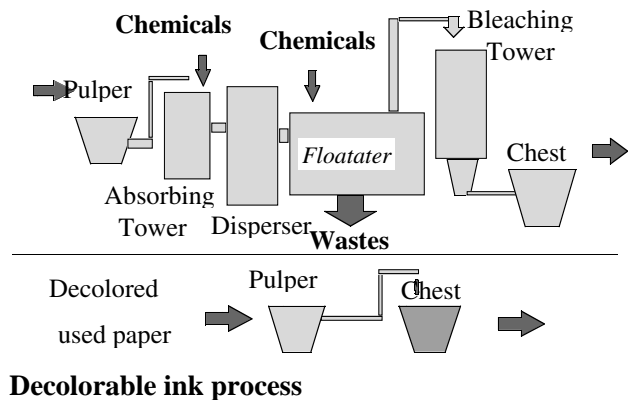 Chemicals
Chemicals
Bleaching
Tower
Pulper
Floatater
Chest
Absorbing
Tower
Disperser
Wastes
Pulper
Chest
Decolored
used paper
Decolorable ink process